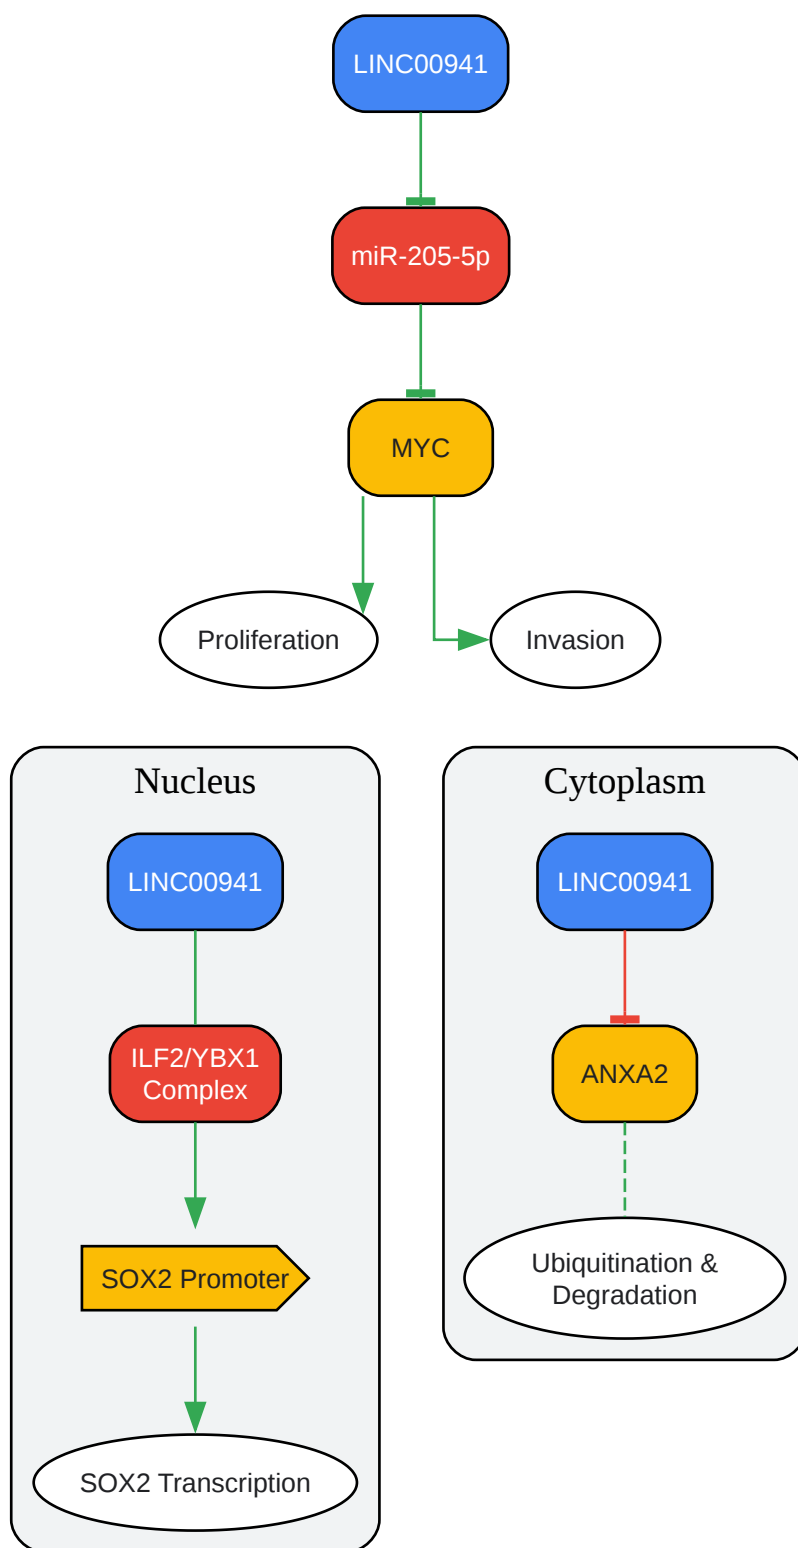 LINC00941
miR-205-5p
MYC
Proliferation
Invasion
Nucleus
LINC00941
ILF2/YBX1
Complex
SOX2 Promoter
SOX2 Transcription
Cytoplasm
LINC00941
ANXA2
Ubiquitination &
Degradation